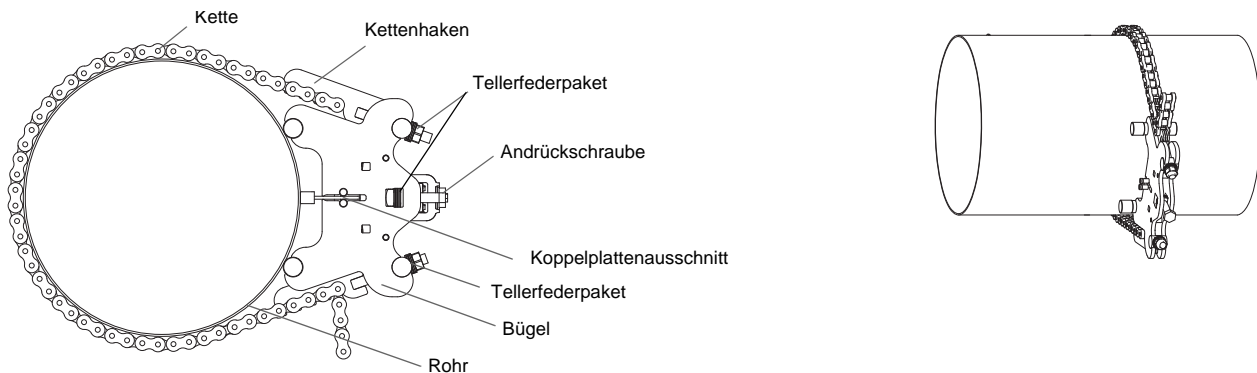 Kette
Kettenhaken
Tellerfederpaket
Andrückschraube
Koppelplattenausschnitt
Tellerfederpaket
Bügel
Rohr